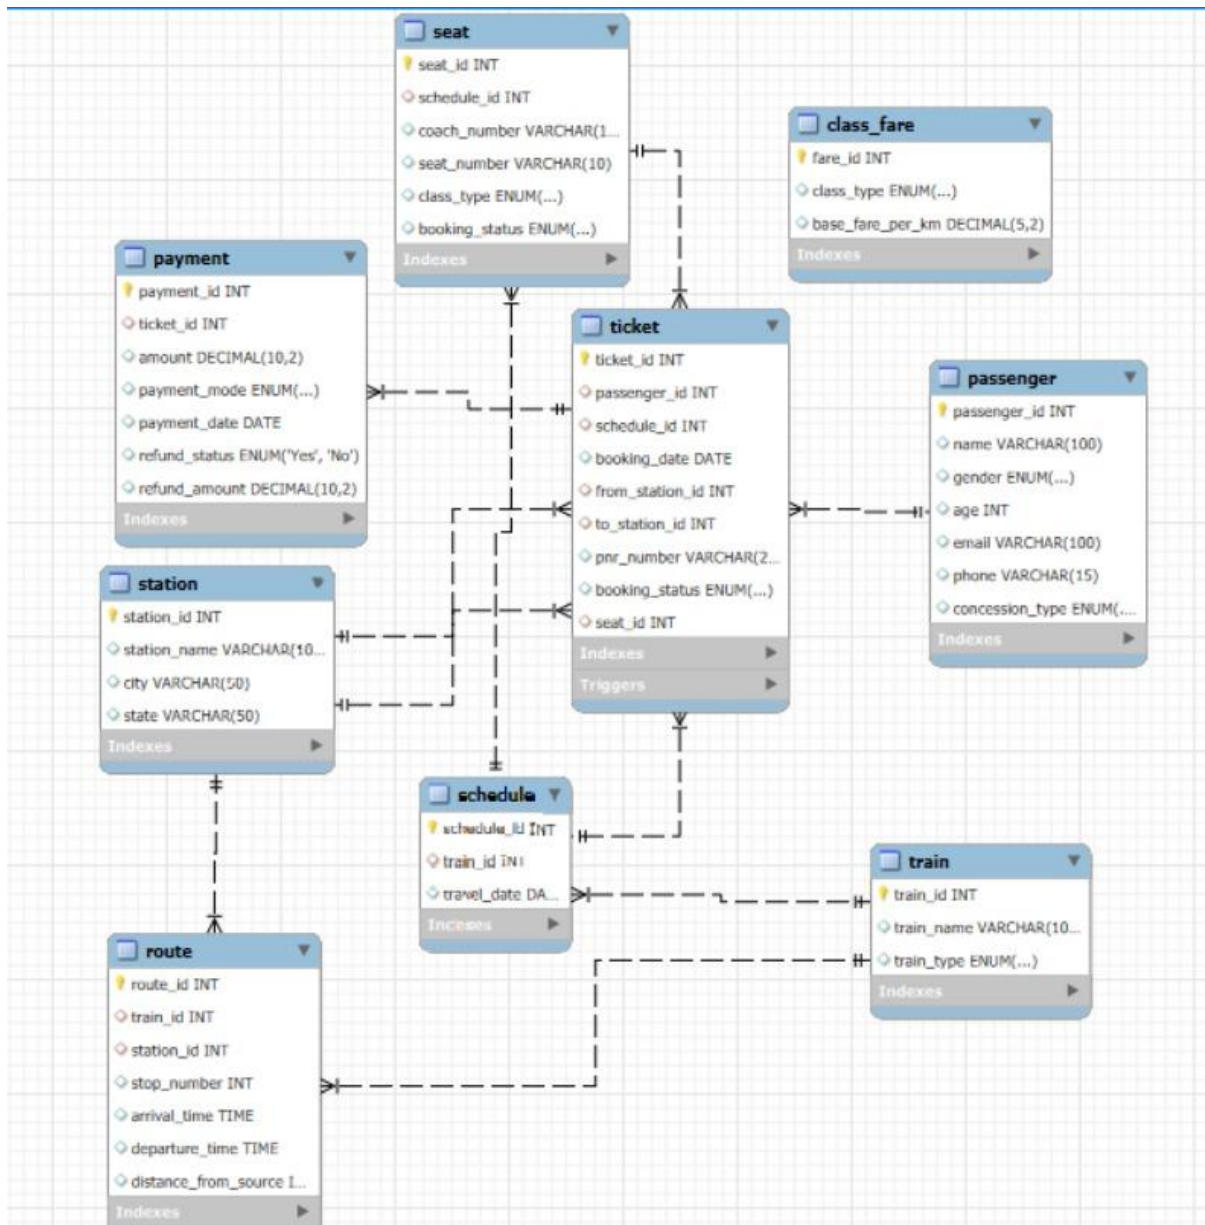 seat
seat_id INT
schedule_id INT
coach_number VARCHAR(1...
seat_number VARCHAR(10)
class_type ENUM(...)
booking_status ENUM(...)
Indexes
class_fare
fare_id INT
class_type ENUM(...)
base_fare_per_km DECIMAL(5,2)
Indexes
payment
payment_id INT
ticket_id INT
amount DECIMAL(10,2)
payment_mode ENUM(...)
payment_date DATE
refund_status ENUM('Yes', 'No')
refund_amount DECIMAL(10,2)
Indexes
ticket
ticket_id INT
passenger_id INT
schedule_id INT
booking_date DATE
from_station_id INT
to_station_id INT
pnr_number VARCHAR(2...
booking_status ENUM(...)
seat_id INT
Indexes
Triggers
passenger
passenger_id INT
name VARCHAR(100)
gender ENUM(...)
age INT
email VARCHAR(100)
phone VARCHAR(15)
concession_type ENUM(....
Indexes
station
station_id INT
station_name VARCHAR(10...
city VARCHAR(50)
state VARCHAR(50)
Indexes
schedule
schedule_id INT
train_id INT
travel_date DA...
Indexes
train
train_id INT
train_name VARCHAR(10...
train_type ENUM(...)
Indexes
route
route_id INT
train_id INT
station_id INT
stop_number INT
arrival_time TIME
departure_time TIME
distance_from_source I...
Indexes